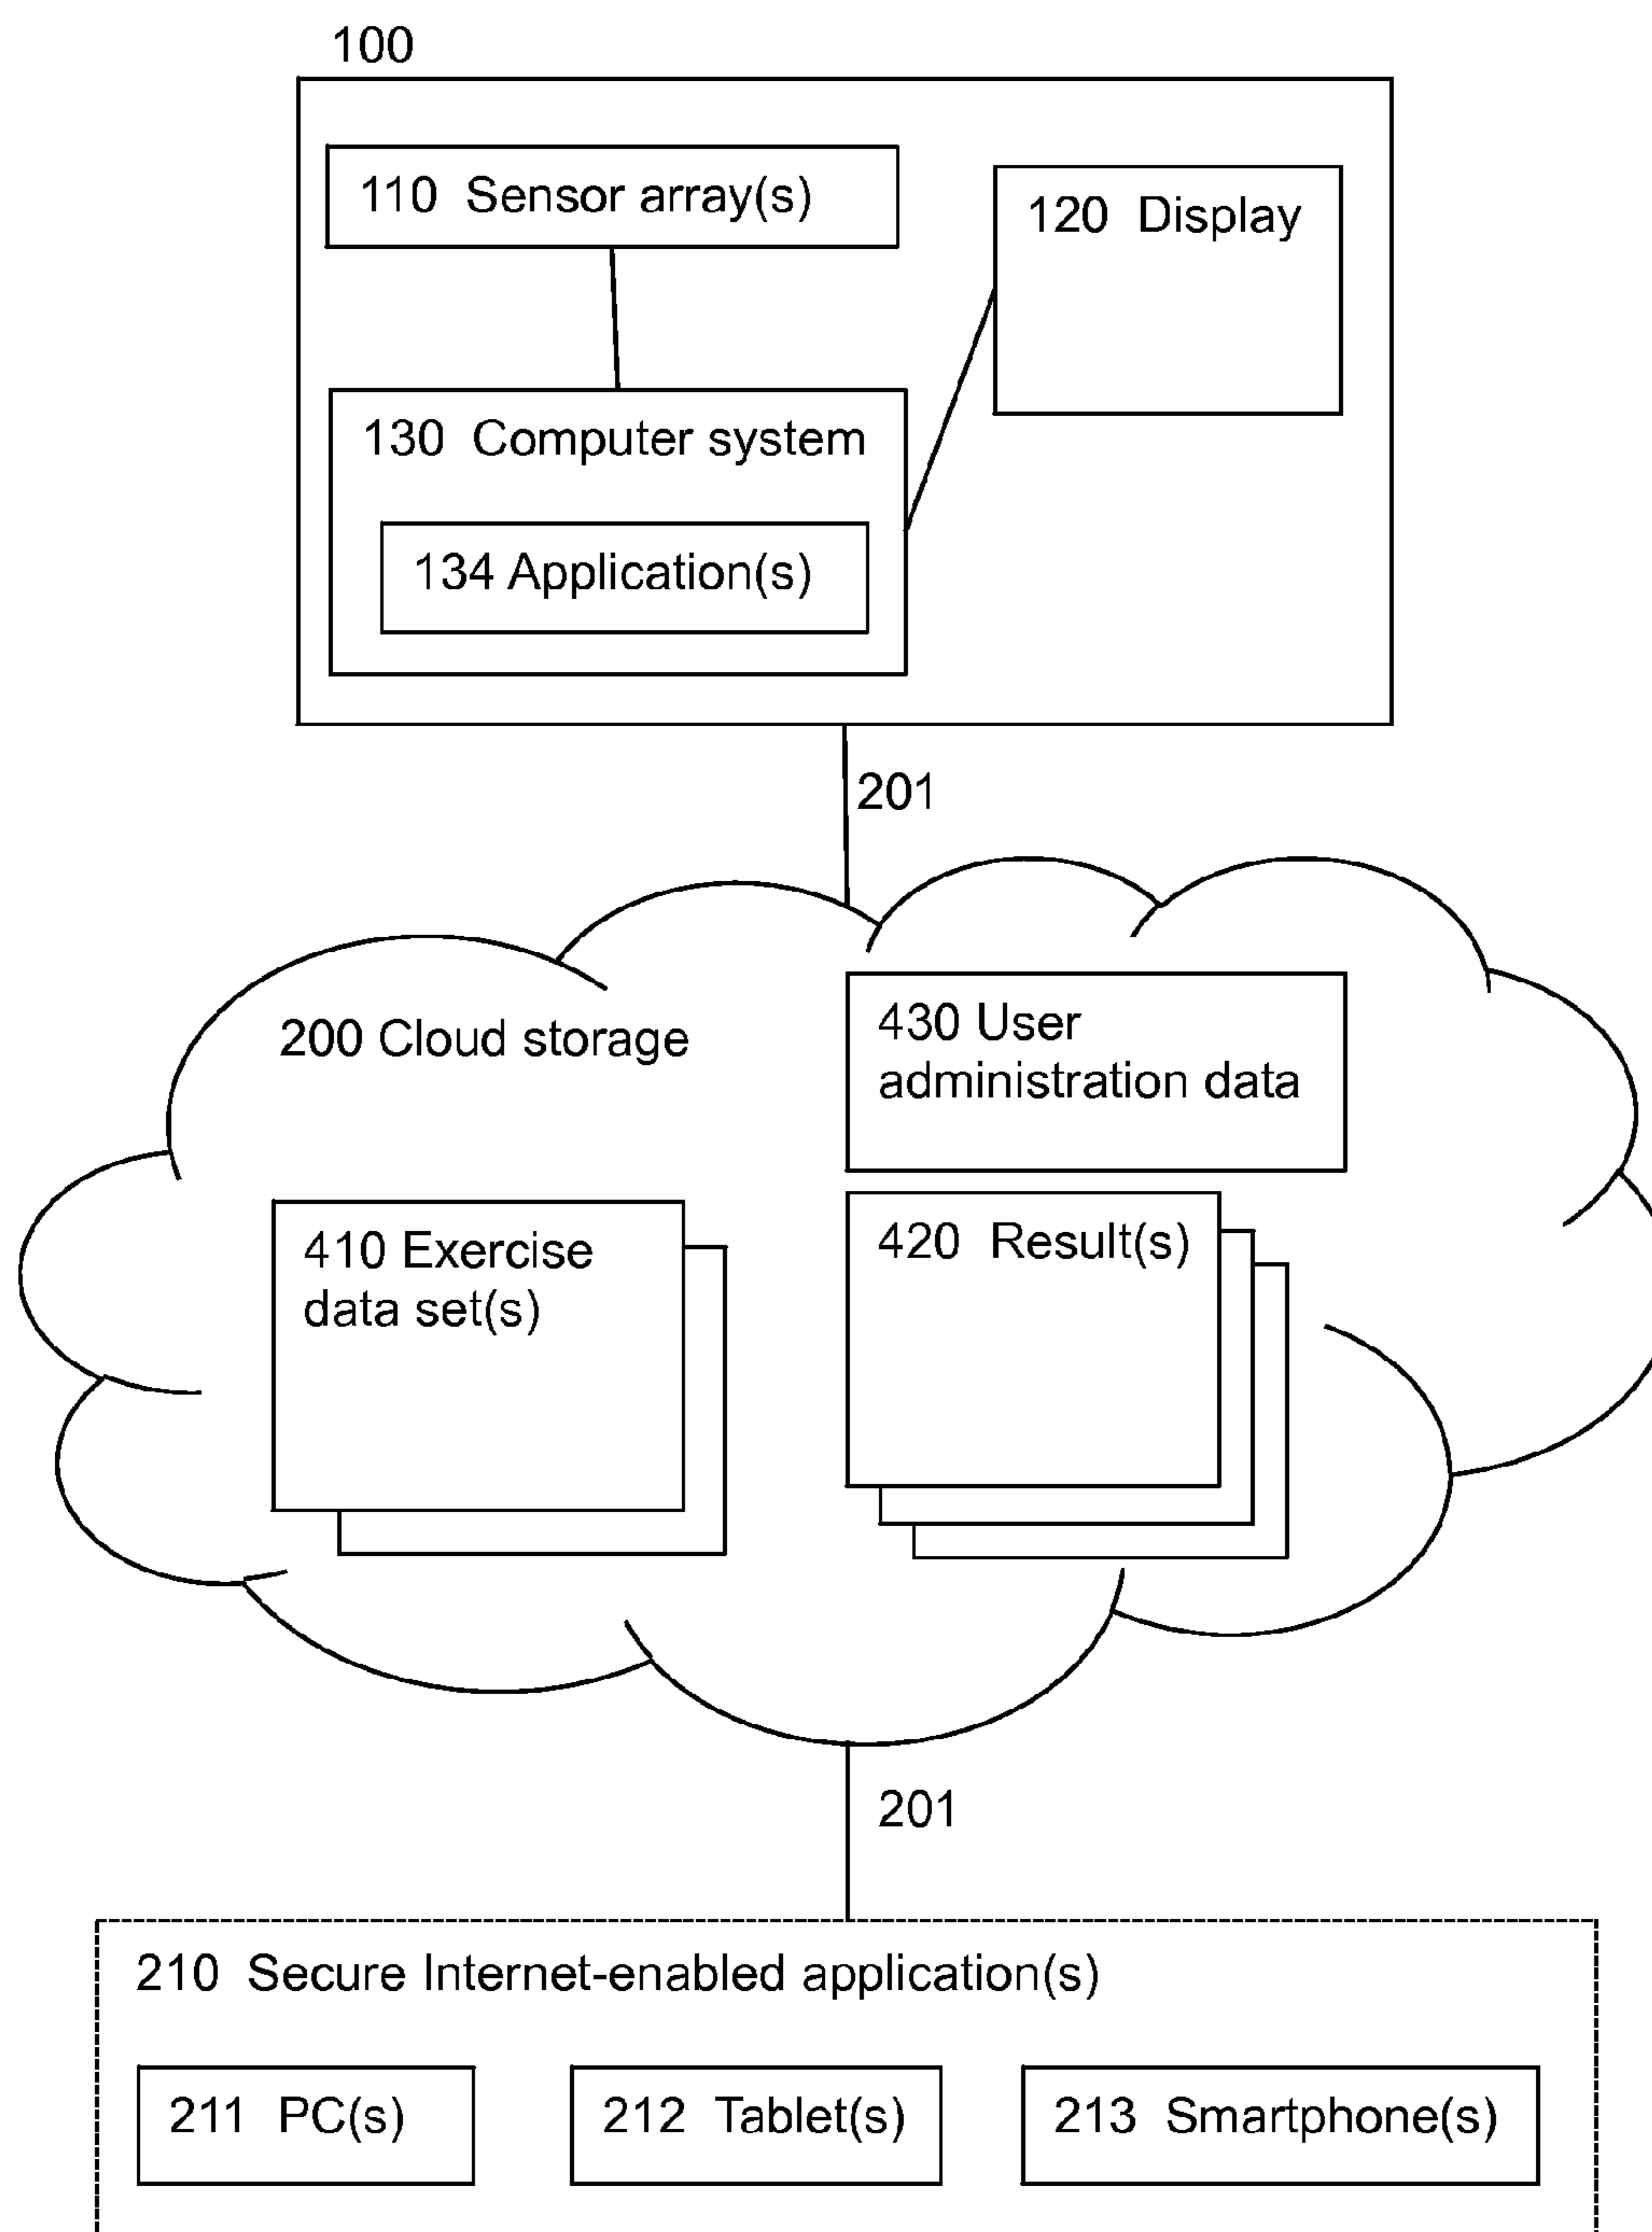 100
110 Sensor array(s)
120 Display
130 Computer system
134 Application(s)
201
200 Cloud storage
430 User
administration data
410 Exercise
data set(s)
420 Result(s)
201
210 Secure Internet-enabled application(s)
211 PC(s)
212 Tablet(s)
213 Smartphone(s)